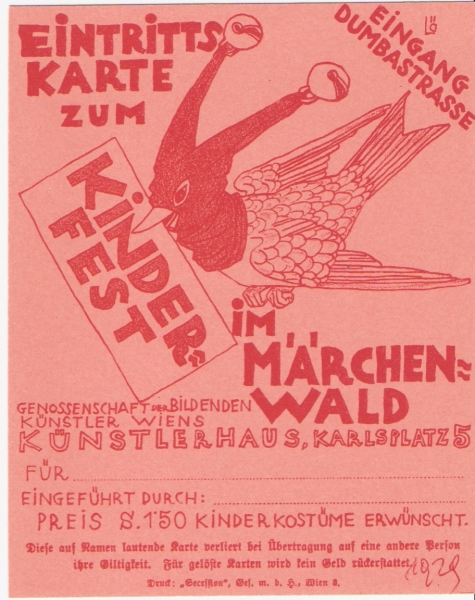 EINTRITTS
KARTE
ZUM
EINGANG
DUMBASTRASSE
KINDER-
FEST
IM
MÄRCHEN=
WALD
GENOSSENSCHAFT DER BILDENDEN
KÜNSTLER WIENS
KÜNSTLERHAUS, KARLSPLATZ 5
FÜR
EINGEFÜHRT DURCH:
PREIS S. 1'50 KINDERKOSTÜME ERWÜNSCHT.
Diese auf Namen lautende Karte verliert bei Übertragung auf eine andere Person
ihre Giltigkeit. Für gelöste Karten wird kein Geld rückerstattet.
1929
Druck: „Secession", Ges. m. b. H., Wien 8.